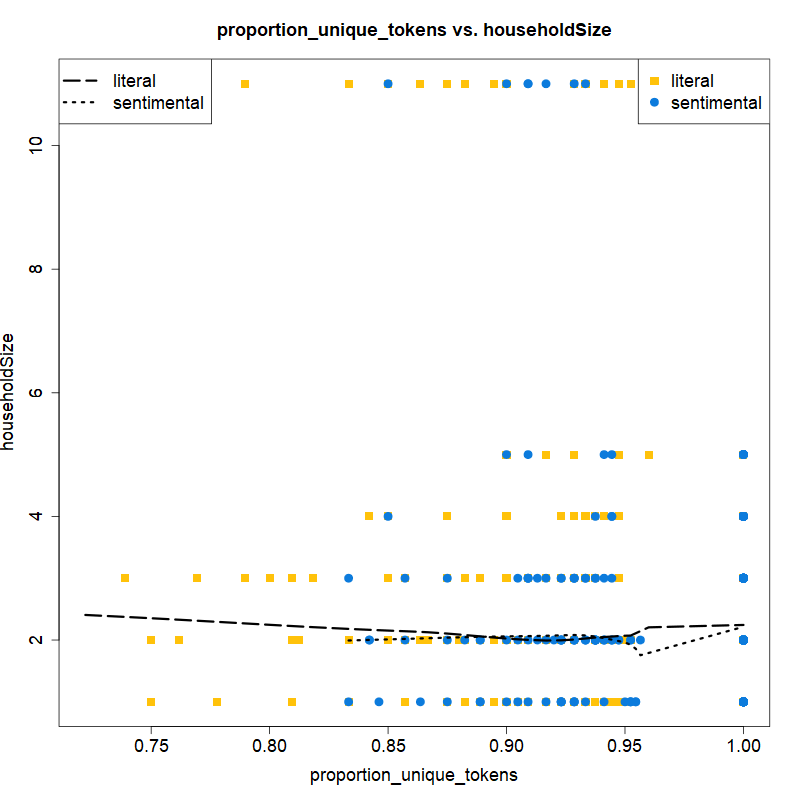 proportion_unique_tokens vs. householdSize
literal
sentimental
literal
sentimental
householdSize
10
8
6
4
2
0.75 0.80 0.85 0.90 0.95 1.00
proportion_unique_tokens